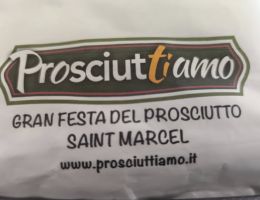 Prosciuttiamo
GRAN FESTA DEL PROSCIUTTO
SAINT MARCEL
www.prosciuttiamo.it